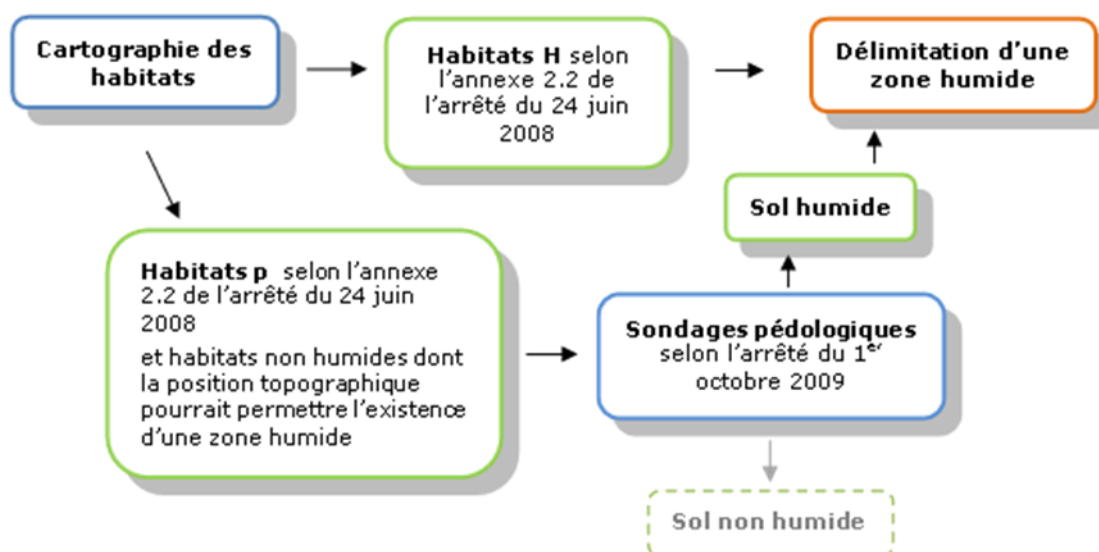 Cartographie des
habitats
Habitats H selon
l'annexe 2.2 de
l'arrêté du 24 juin
2008
Délimitation d'une
zone humide
Sol humide
Habitats p selon l'annexe
2.2 de l'arrêté du 24 juin
2008
et habitats non humides dont
la position topographique
pourrait permettre l'existence
d'une zone humide
Sondages pédologiques
selon l'arrêté du 1er
octobre 2009
Sol non humide